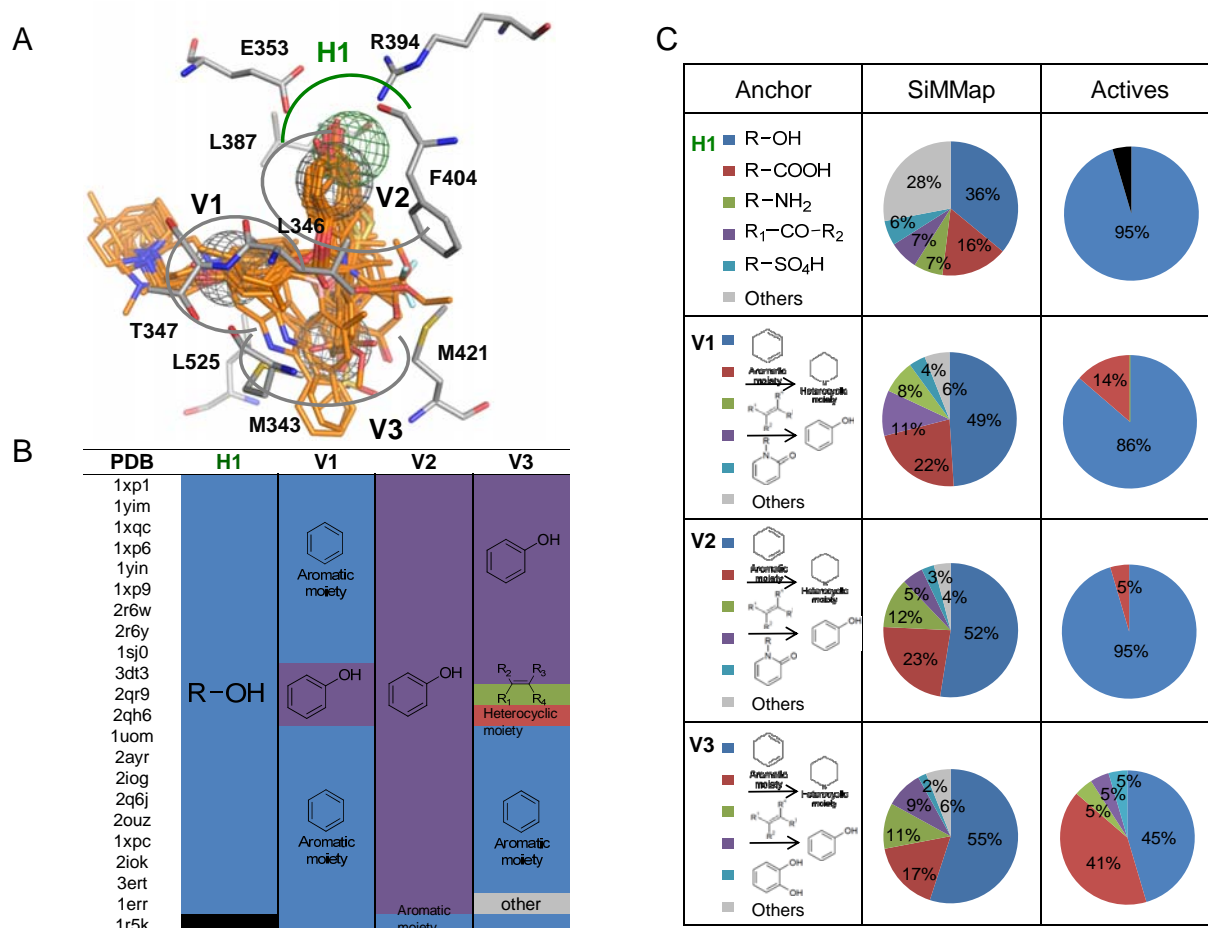 A
E353
H1
R394
L387
F404
V1
V2
L346
T347
L525
M421
M343
V3
B
PDB H1 V1 V2 V3
1xp1
1yim
1xqc
1xp6
1yin
1xp9
2r6w
2r6y
1sj0
3dt3
2qr9
2qh6
1uom
2ayr
2iog
2q6j
2ouz
1xpc
2iok
3ert
1err
1r5k
R-OH
Aromatic
moiety
OH
Aromatic
moiety
OH
Aromatic
moiety
OH
R2 R3
R1 R4
Heterocyclic
moiety
Aromatic
moiety
other
C
Anchor SiMMap Actives
H1
R-OH
R-COOH
R-NH2
R1-CO-R2
R-SO4H
Others
36%
16%
7%
7%
6%
28%
95%
V1
Aromatic
moiety
Heterocyclic
moiety
OH
R
N
O
Others
49%
22%
11%
8%
4%
6%
14%
86%
V2
Aromatic
moiety
Heterocyclic
moiety
OH
R
N
O
Others
52%
23%
12%
5%
3%
4%
5%
95%
V3
Aromatic
moiety
Heterocyclic
moiety
OH
OH
OH
Others
55%
17%
11%
9%
2%
6%
45%
41%
5%
5%
5%